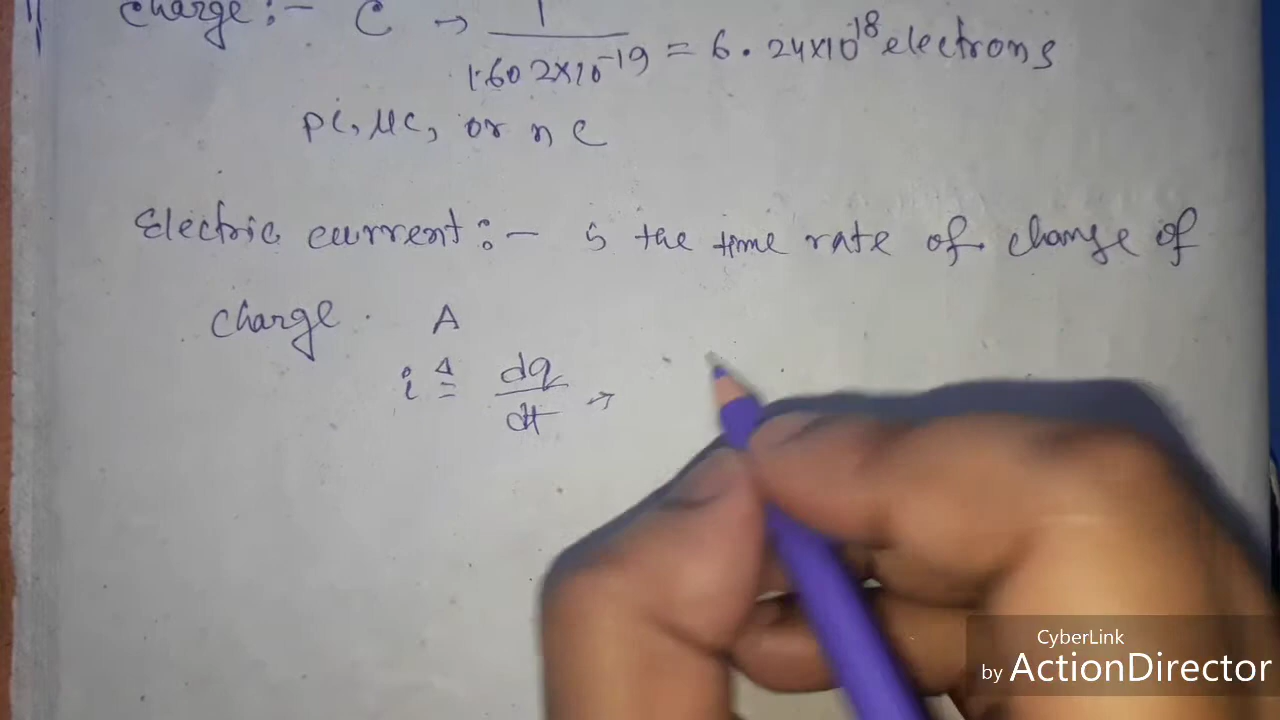 charge :- C → 1 / 1.602×10^-19 = 6.24×10^-18 electrons
PC, μC, or nC
Electric current :- is the time rate of change of
charge. A
i ≜ dq/dt →
CyberLink
by ActionDirector